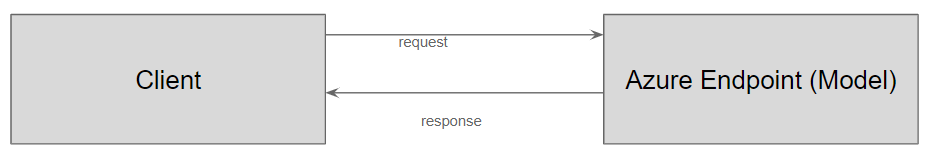 Client
request
response
Azure Endpoint (Model)